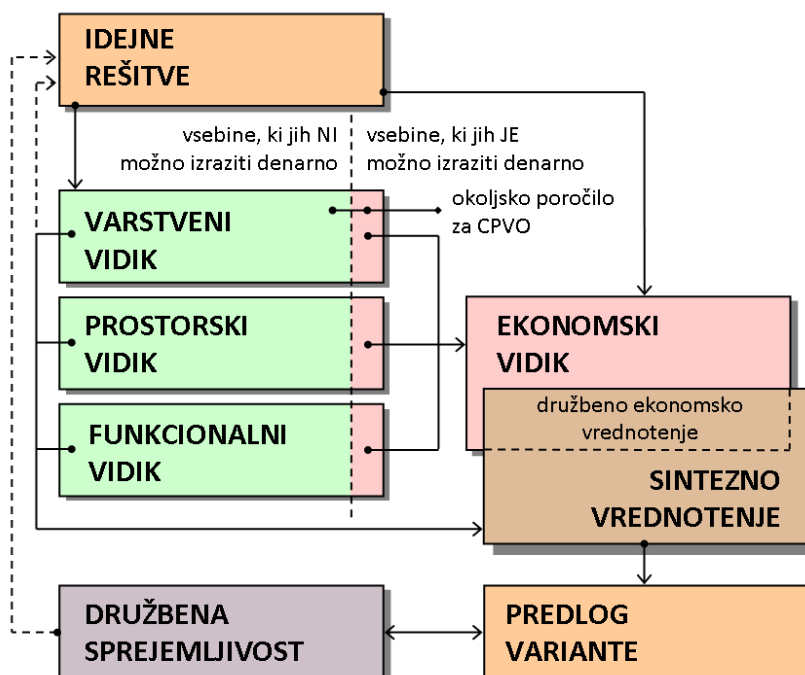 IDEJNE
REŠITVE
vsebine, ki jih NI
možno izraziti denarno
vsebine, ki jih JE
možno izraziti denarno
VARSTVENI
VIDIK
okoljsko poročilo
za CPVO
PROSTORSKI
VIDIK
EKONOMSKI
VIDIK
FUNKCIONALNI
VIDIK
družbeno ekonomsko
vrednotenje
SINTEZNO
VREDNOTENJE
DRUŽBENA
SPREJEMLJIVOST
PREDLOG
VARIANTE